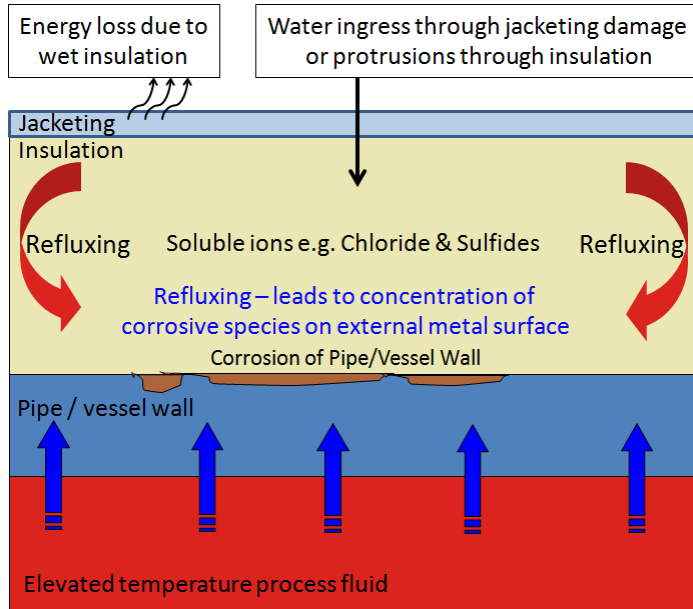 Energy loss due to
wet insulation
Water ingress through jacketing damage
or protrusions through insulation
Jacketing
Insulation
Refluxing
Soluble ions e.g. Chloride & Sulfides
Refluxing
Refluxing – leads to concentration of
corrosive species on external metal surface
Corrosion of Pipe/Vessel Wall
Pipe / vessel wall
Elevated temperature process fluid